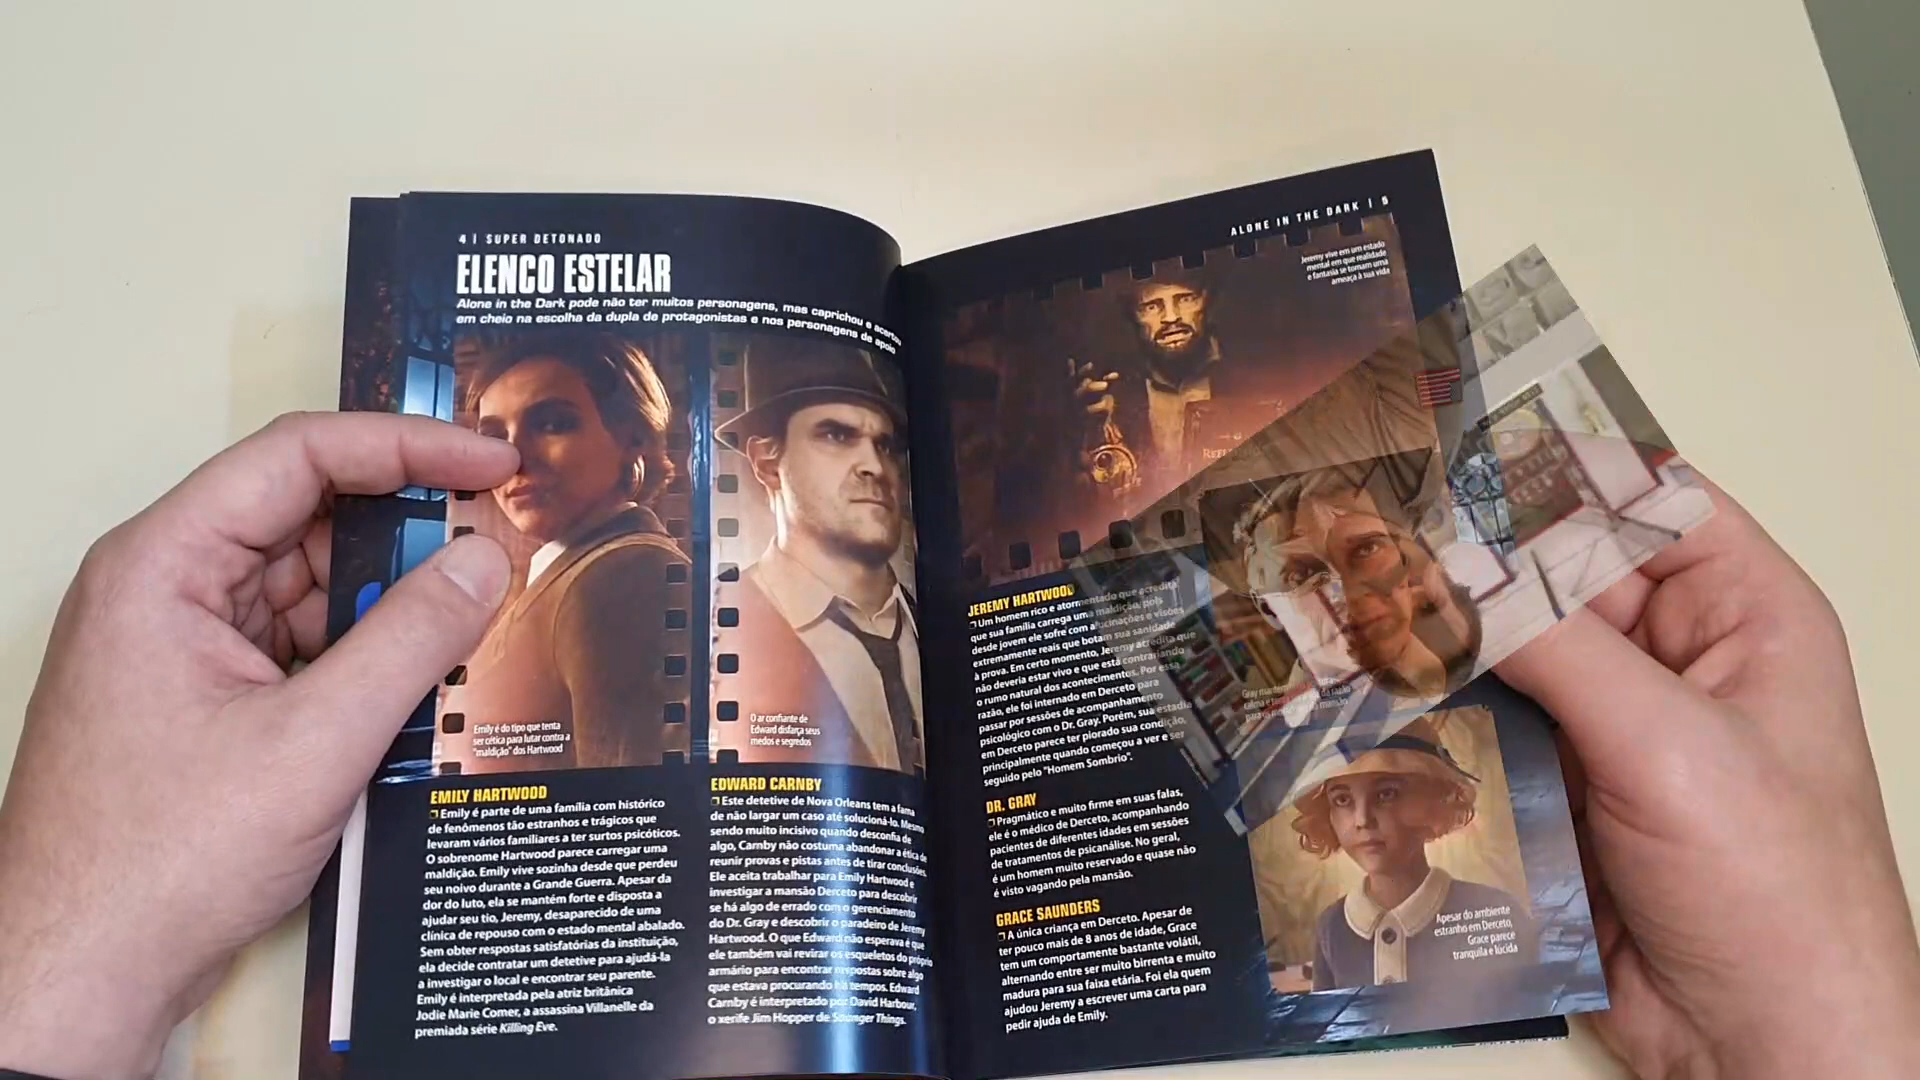 4 | SUPER DETONADO
ELENCO ESTELAR
Alone in the Dark pode não ter muitos personagens, mas caprichou e acertou
em cheio na escolha da dupla de protagonistas e nos personagens de apoio
Emily é do tipo que tenta
ser cética para lutar contra a
"maldição" dos Hartwood
O ar confiante de
Edward disfarça seus
medos e segredos
EMILY HARTWOOD
Emily é parte de uma família com histórico
de fenômenos tão estranhos e trágicos que
levaram vários familiares a ter surtos psicóticos.
O sobrenome Hartwood parece carregar uma
maldição. Emily vive sozinha desde que perdeu
seu noivo durante a Grande Guerra. Apesar da
dor do luto, ela se mantém forte e disposta a
ajudar seu tio, Jeremy, desaparecido de uma
clínica de repouso com o estado mental abalado.
Sem obter respostas satisfatórias da instituição,
ela decide contratar um detetive para ajudá-la
a investigar o local e encontrar seu parente.
Emily é interpretada pela atriz britânica
Jodie Marie Comer, a assassina Villanelle da
premiada série Killing Eve.
EDWARD CARNBY
Este detetive de Nova Orleans tem a fama
de não largar um caso até solucioná-lo. Mesmo
sendo muito incisivo quando desconfia de
algo, Carnby não costuma abandonar a ética de
reunir provas e pistas antes de tirar conclusões.
Ele aceita trabalhar para Emily Hartwood e
investigar a mansão Derceto para descobrir
se há algo de errado com o gerenciamento
do Dr. Gray e descobrir o paradeiro de Jeremy
Hartwood. O que Edward não esperava é que
ele também vai revirar os esqueletos do próprio
armário para encontrar respostas sobre algo
que estava procurando há tempos. Edward
Carnby é interpretado por David Harbour,
o xerife Jim Hopper de Stranger Things.
ALONE IN THE DARK | 5
Jeremy vive em um estado
mental em que realidade
e fantasia se tornam uma
ameaça à sua vida
JEREMY HARTWOOD
Um homem rico e atormentado que acredita
que sua família carrega uma maldição, pois
desde jovem ele sofre com alucinações e visões
extremamente reais que botam sua sanidade
à prova. Em certo momento, Jeremy acredita que
não deveria estar vivo e que está contrariando
o rumo natural dos acontecimentos. Por essa
razão, ele foi internado em Derceto para
passar por sessões de acompanhamento
psicológico com o Dr. Gray. Porém, sua estadia
em Derceto parece ter piorado sua condição,
principalmente quando começou a ver e ser
seguido pelo "Homem Sombrio".
DR. GRAY
Pragmático e muito firme em suas falas,
ele é o médico de Derceto, acompanhando
pacientes de diferentes idades em sessões
de tratamentos de psicanálise. No geral,
é um homem muito reservado e quase não
é visto vagando pela mansão.
GRACE SAUNDERS
A única criança em Derceto. Apesar de
ter pouco mais de 8 anos de idade, Grace
tem um comportamento bastante volátil,
alternando entre ser muito birrenta e muito
madura para sua faixa etária. Foi ela quem
ajudou Jeremy a escrever uma carta para
pedir ajuda de Emily.
Apesar do ambiente
estranho em Derceto,
Grace parece
tranquila e lúcida